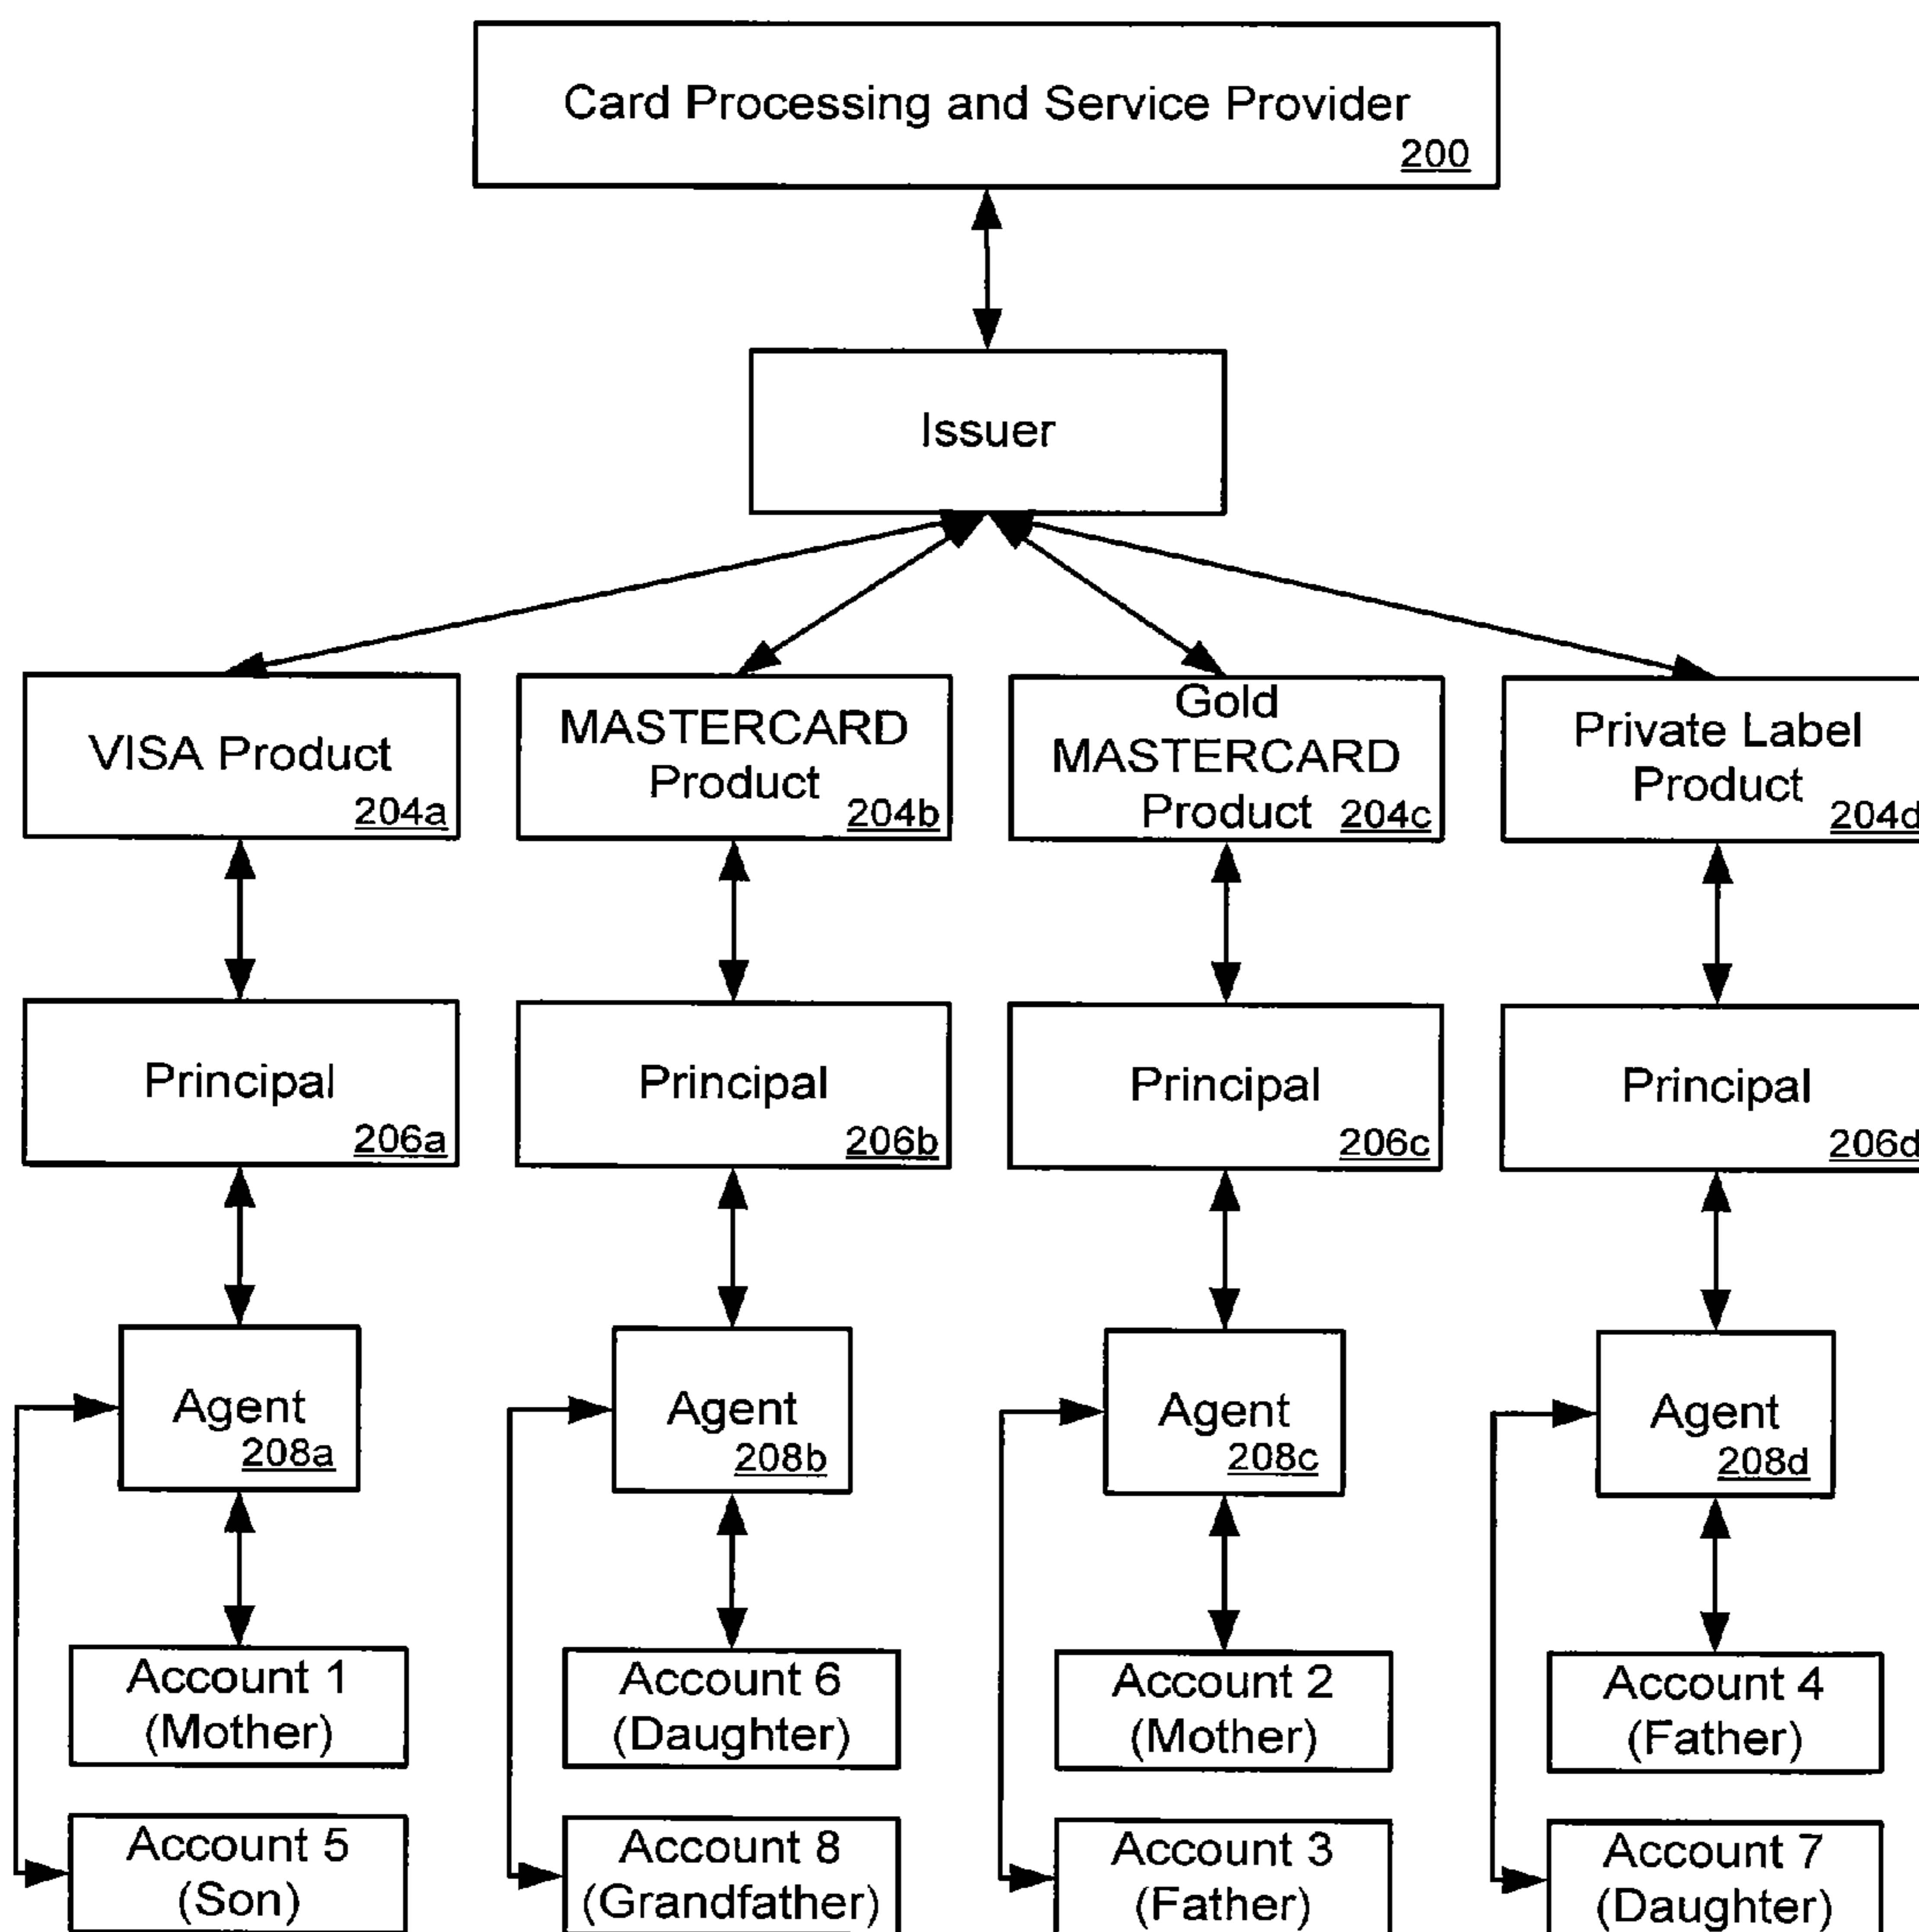 Card Processing and Service Provider
200
Issuer
VISA Product
204a
MASTERCARD
Product
204b
Gold
MASTERCARD
Product 204c
Private Label
Product
204d
Principal
206a
Principal
206b
Principal
206c
Principal
206d
Agent
208a
Agent
208b
Agent
208c
Agent
208d
Account 1
(Mother)
Account 6
(Daughter)
Account 2
(Mother)
Account 4
(Father)
Account 5
(Son)
Account 8
(Grandfather)
Account 3
(Father)
Account 7
(Daughter)